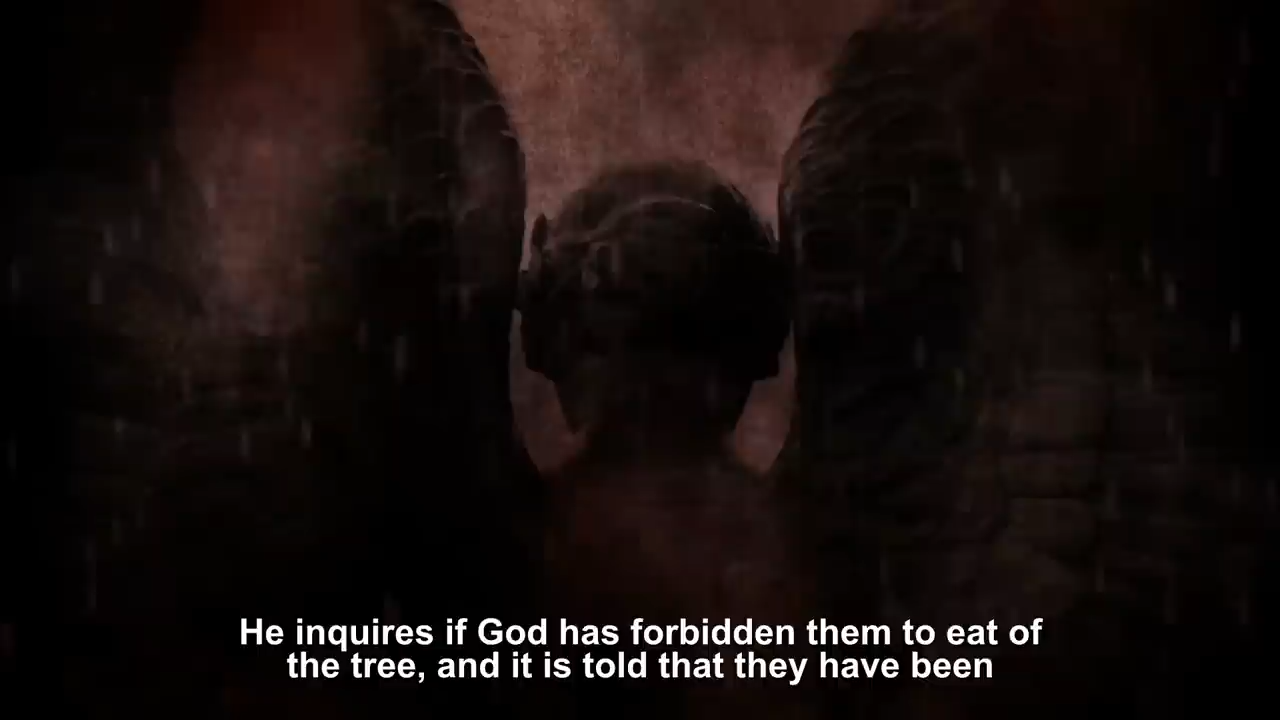 He inquires if God has forbidden them to eat of
the tree, and it is told that they have been